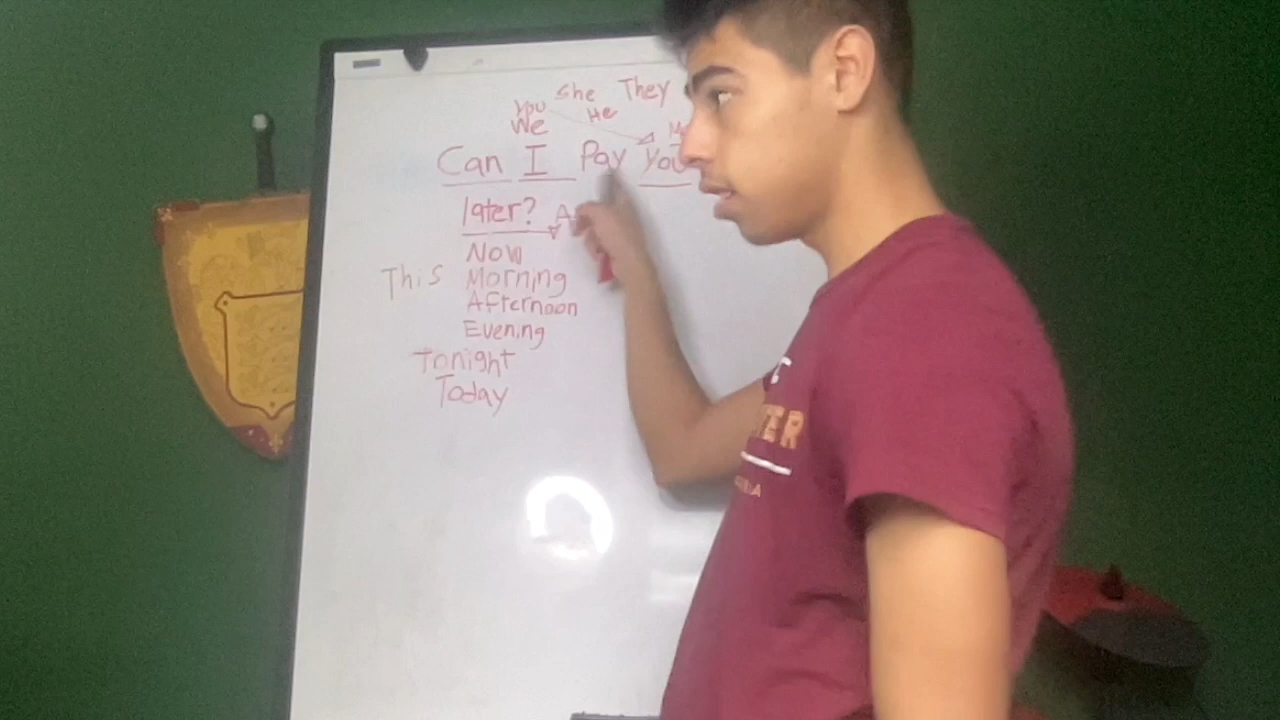 She They
You He
We
Can I Pay you
later?
Now
This Morning
Afternoon
Evening
Tonight
Today